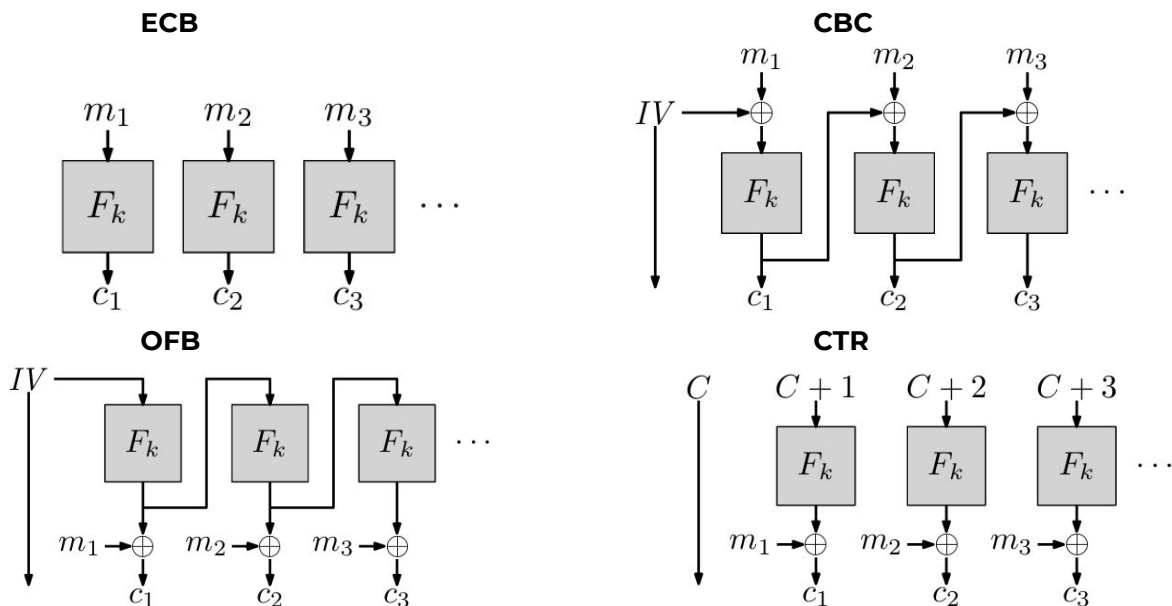 ECB
m₁ m₂ m₃
Fₖ Fₖ Fₖ ⋯
c₁ c₂ c₃
CBC
m₁ m₂ m₃
IV
Fₖ Fₖ Fₖ ⋯
c₁ c₂ c₃
OFB
IV
Fₖ Fₖ Fₖ ⋯
m₁ m₂ m₃
c₁ c₂ c₃
CTR
C C + 1 C + 2 C + 3
Fₖ Fₖ Fₖ ⋯
m₁ m₂ m₃
c₁ c₂ c₃